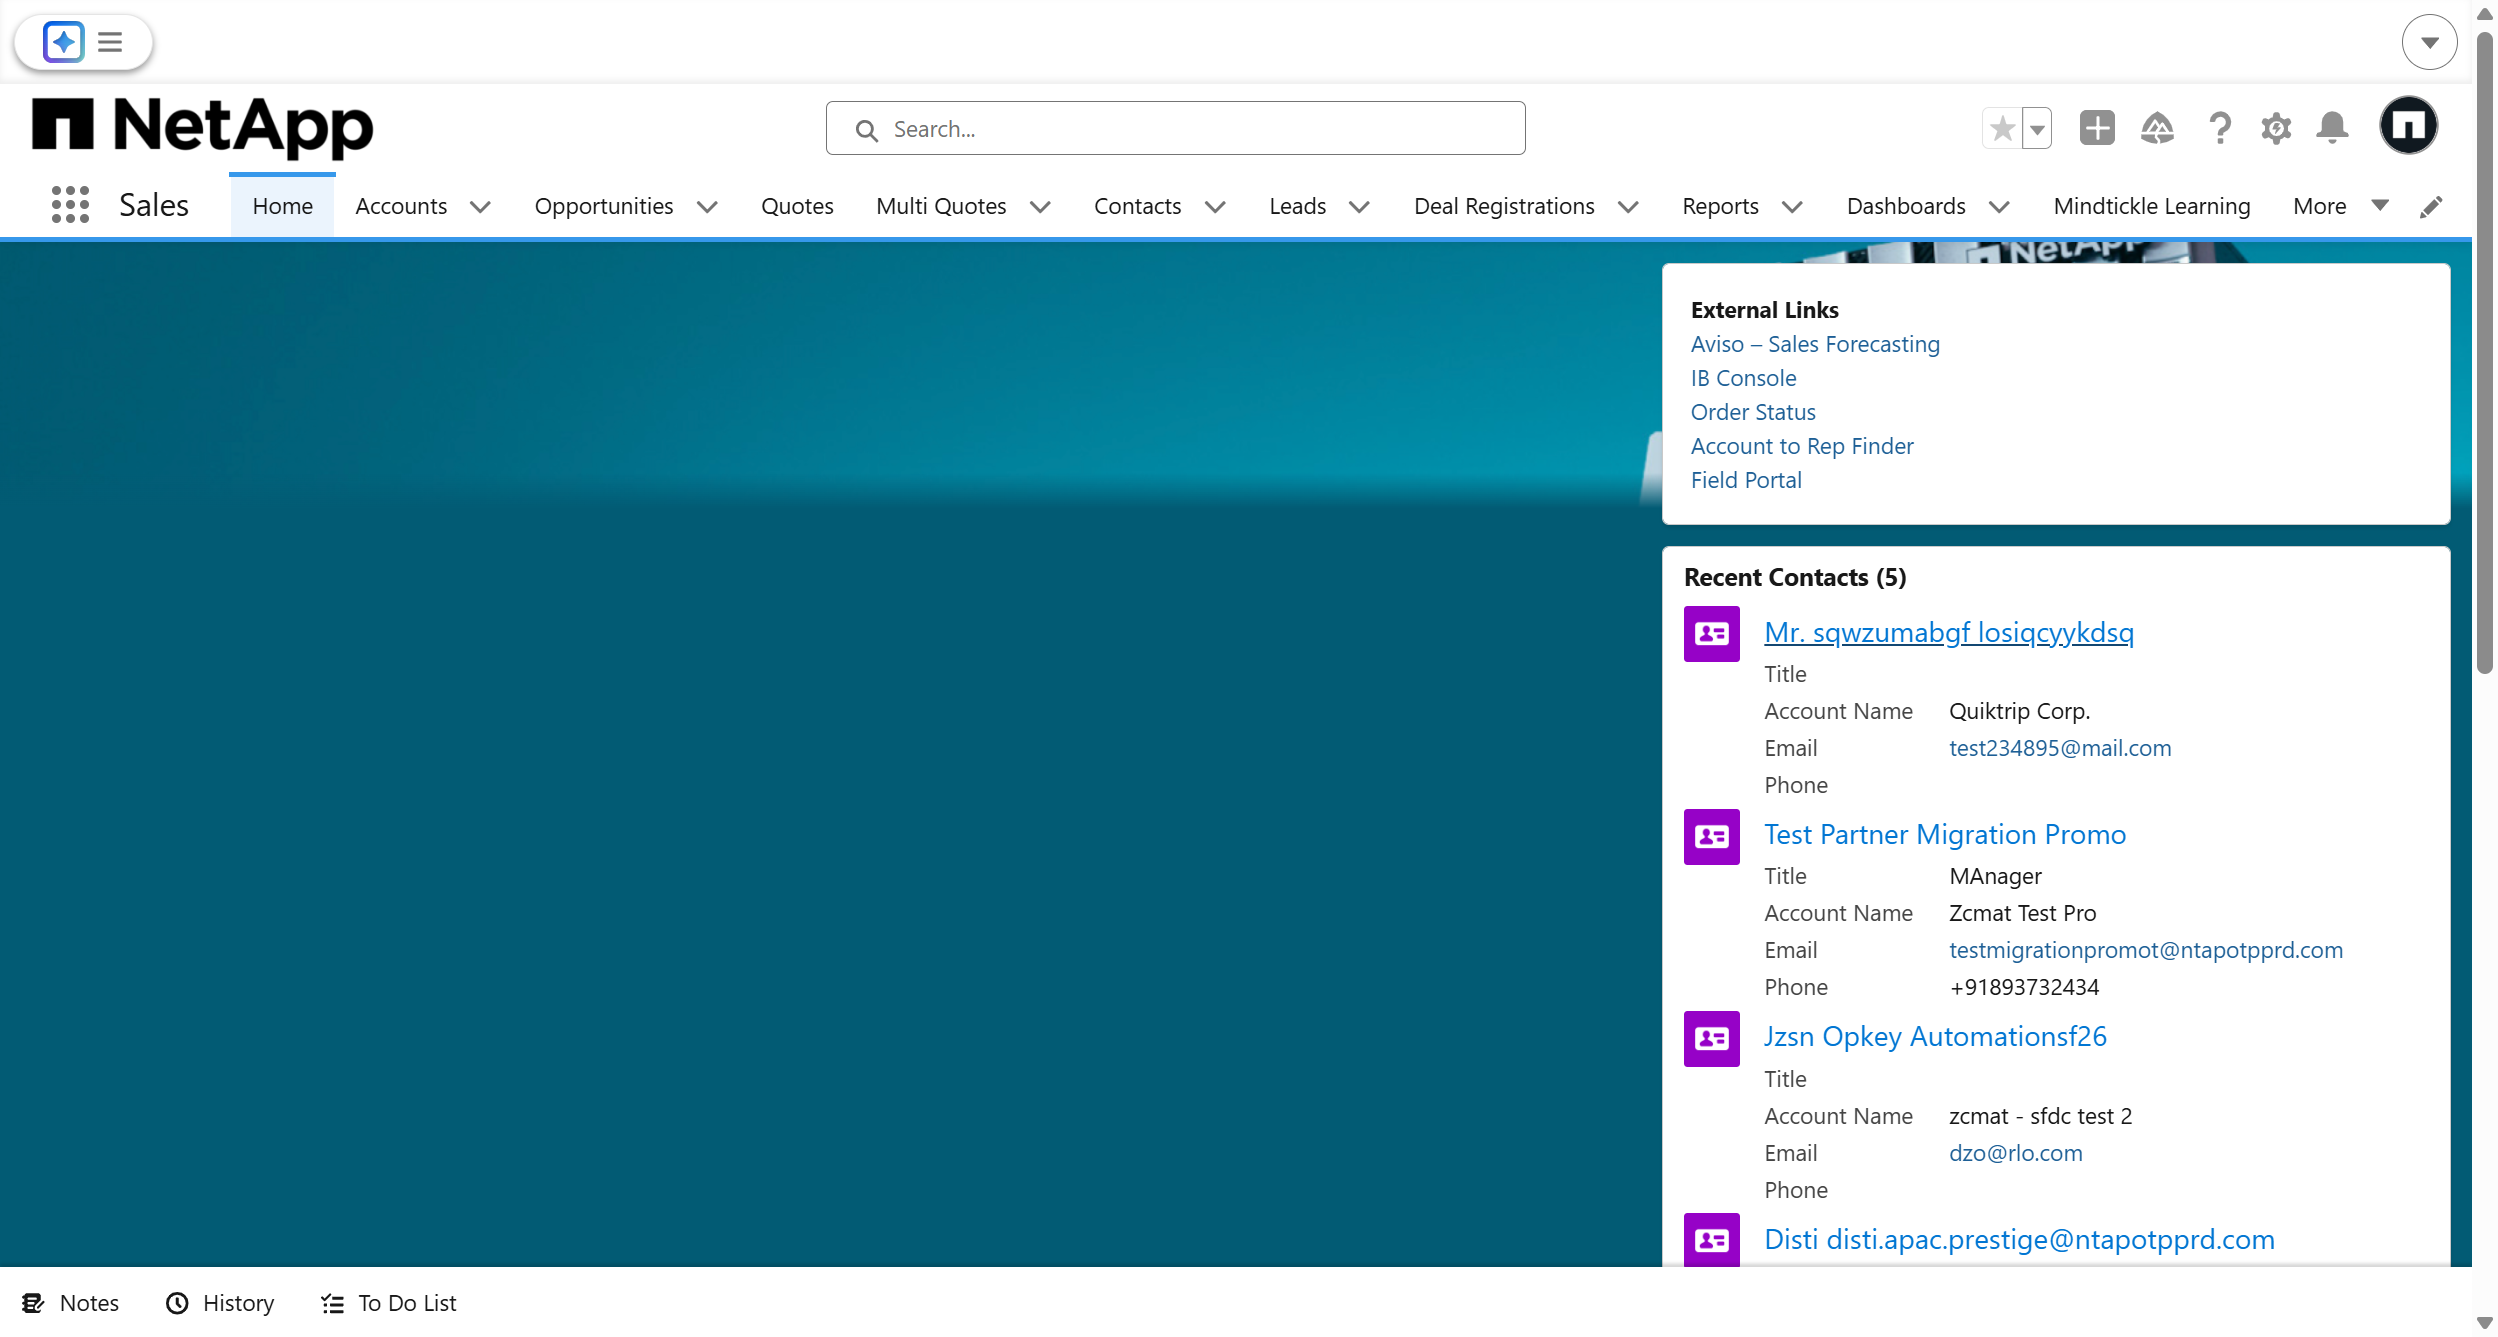 NetApp
Search...
Sales
Home
Accounts
Opportunities
Quotes
Multi Quotes
Contacts
Leads
Deal Registrations
Reports
Dashboards
Mindtickle Learning
More
NetApp
External Links
Aviso – Sales Forecasting
IB Console
Order Status
Account to Rep Finder
Field Portal
Recent Contacts (5)
Mr. sqwzumabgf losiqcyykdsq
Title
Account Name Quiktrip Corp.
Email test234895@mail.com
Phone
Test Partner Migration Promo
Title MAnager
Account Name Zcmat Test Pro
Email testmigrationpromot@ntapotpprd.com
Phone +91893732434
Jzsn Opkey Automationsf26
Title
Account Name zcmat - sfdc test 2
Email dzo@rlo.com
Phone
Disti disti.apac.prestige@ntapotpprd.com
Notes
History
To Do List